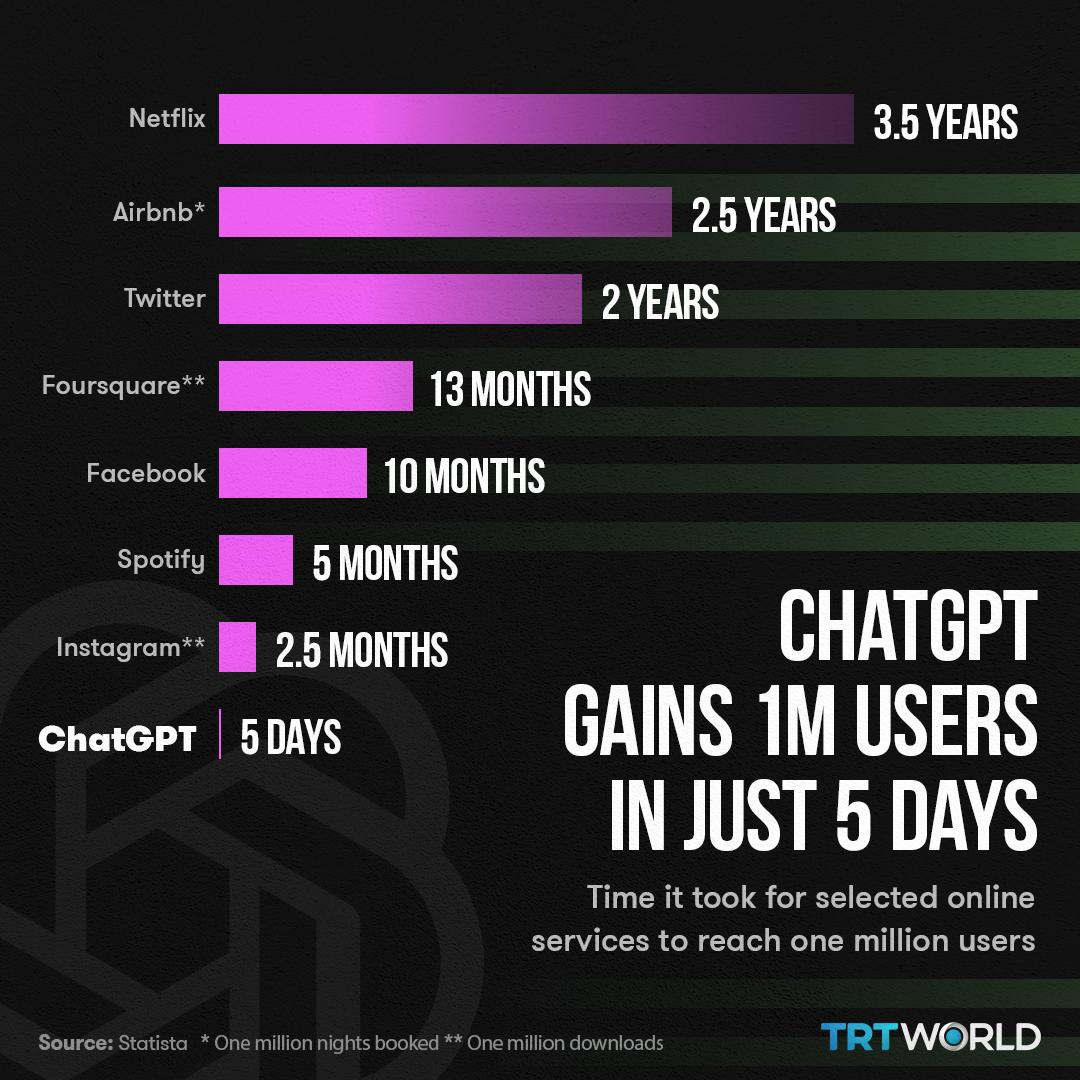 Netflix 3.5 YEARS
Airbnb* 2.5 YEARS
Twitter 2 YEARS
Foursquare** 13 MONTHS
Facebook 10 MONTHS
Spotify 5 MONTHS
Instagram** 2.5 MONTHS
ChatGPT 5 DAYS
CHATGPT
GAINS 1M USERS
IN JUST 5 DAYS
Time it took for selected online
services to reach one million users
Source: Statista * One million nights booked ** One million downloads
TRT WORLD